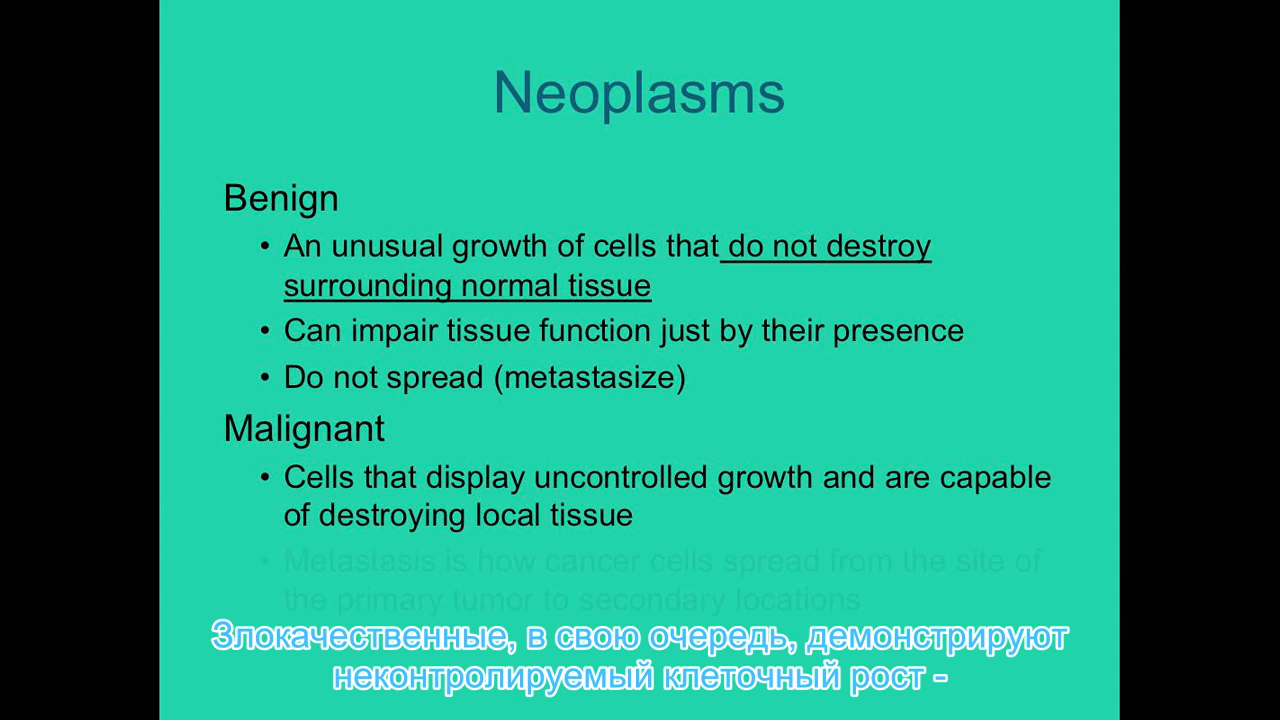 Neoplasms
Benign
• An unusual growth of cells that do not destroy
surrounding normal tissue
• Can impair tissue function just by their presence
• Do not spread (metastasize)
Malignant
• Cells that display uncontrolled growth and are capable
of destroying local tissue
• Metastasis is how cancer cells spread from the site of
the primary tumor to secondary locations
Злокачественные, в свою очередь, демонстрируют
неконтролируемый клеточный рост -